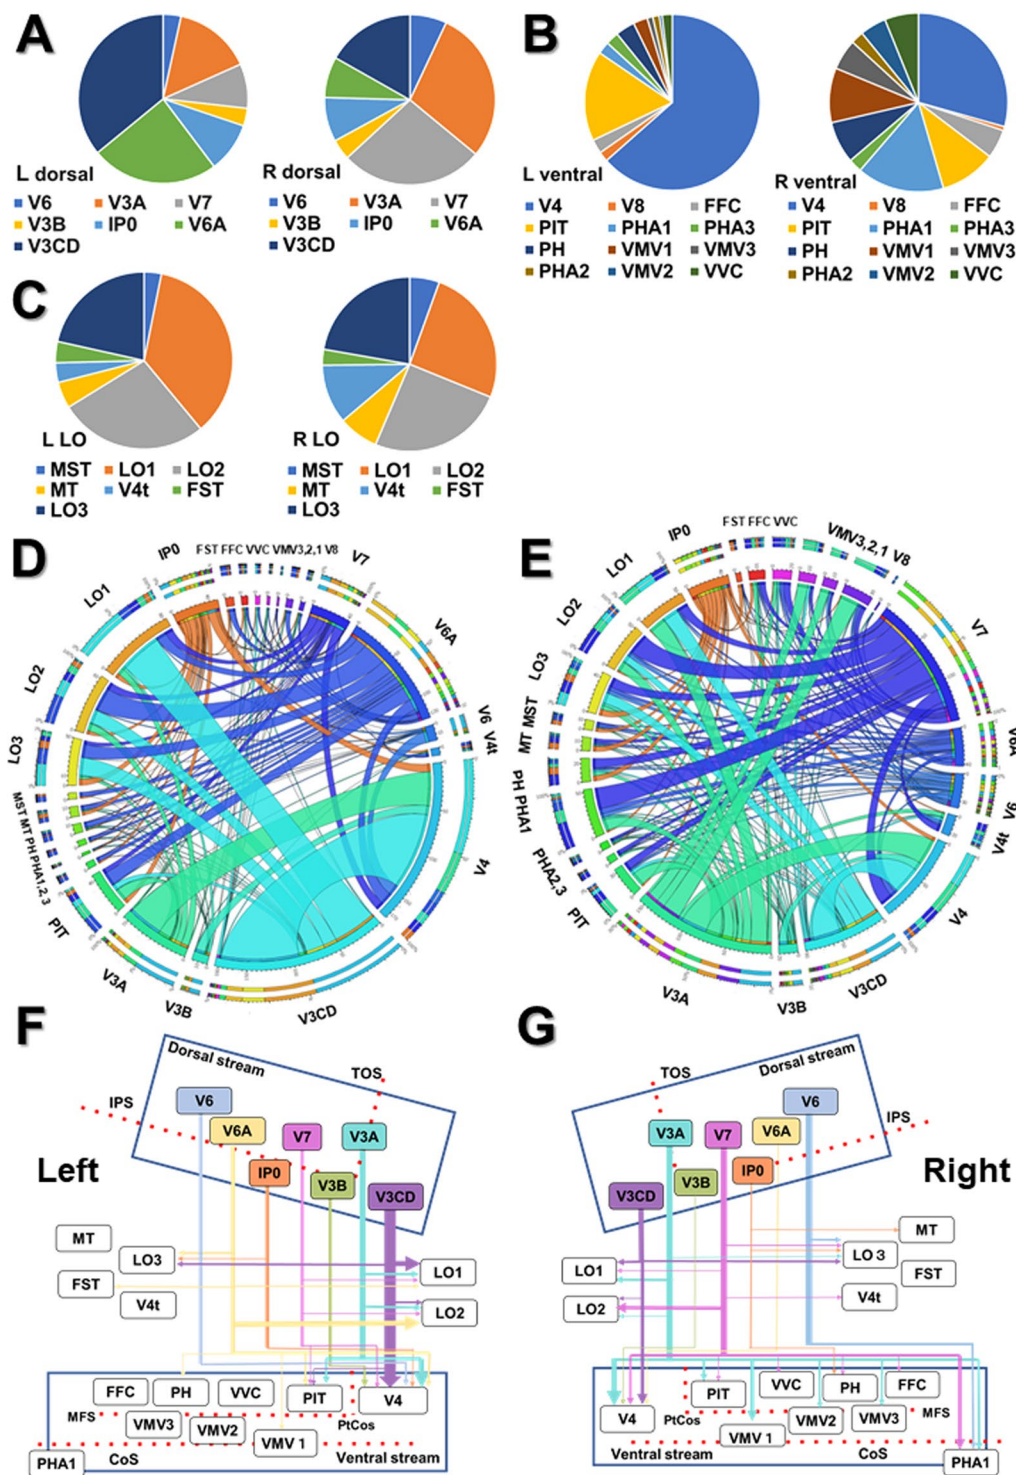 A
B
L dorsal
V6 V3A V7
V3B IP0 V6A
V3CD
R dorsal
V6 V3A V7
V3B IP0 V6A
V3CD
L ventral
V4 V8 FFC
PIT PHA1 PHA3
PH VMV1 VMV3
PHA2 VMV2 VVC
R ventral
V4 V8 FFC
PIT PHA1 PHA3
PH VMV1 VMV3
PHA2 VMV2 VVC
C
L LO
MST LO1 LO2
MT V4t FST
LO3
R LO
MST LO1 LO2
MT V4t FST
LO3
D
IP0 FST FFC VVC VMV3,2,1 V8 V7
LO1
V6A
LO2
V6
V4t
LO3
MST MT PH PHA1,2,3
V4
PIT
V3A
V3B
V3CD
E
IP0 FST FFC VVC VMV3,2,1 V8
LO1
V7
LO2
LO3
MT MST
V6A
PH PHA1
V6
V4t
PHA2,3
V4
PIT
V3A
V3B
V3CD
F
Dorsal stream
TOS
IPS
V6
V6A
V7
V3A
Left
IP0
V3B
V3CD
MT
LO3
LO1
FST
V4t
LO2
FFC
PH
VVC
PIT
V4
MFS
VMV3
VMV2
PtCos
VMV 1
PHA1
CoS
Ventral stream
G
TOS
Dorsal stream
V6
IPS
V3A
V7
V6A
IP0
Right
V3CD
V3B
MT
LO 3
LO1
FST
LO2
V4t
PIT
VVC
PH
FFC
V4
PtCos
VMV 1
VMV2
VMV3
MFS
Ventral stream
CoS
PHA1